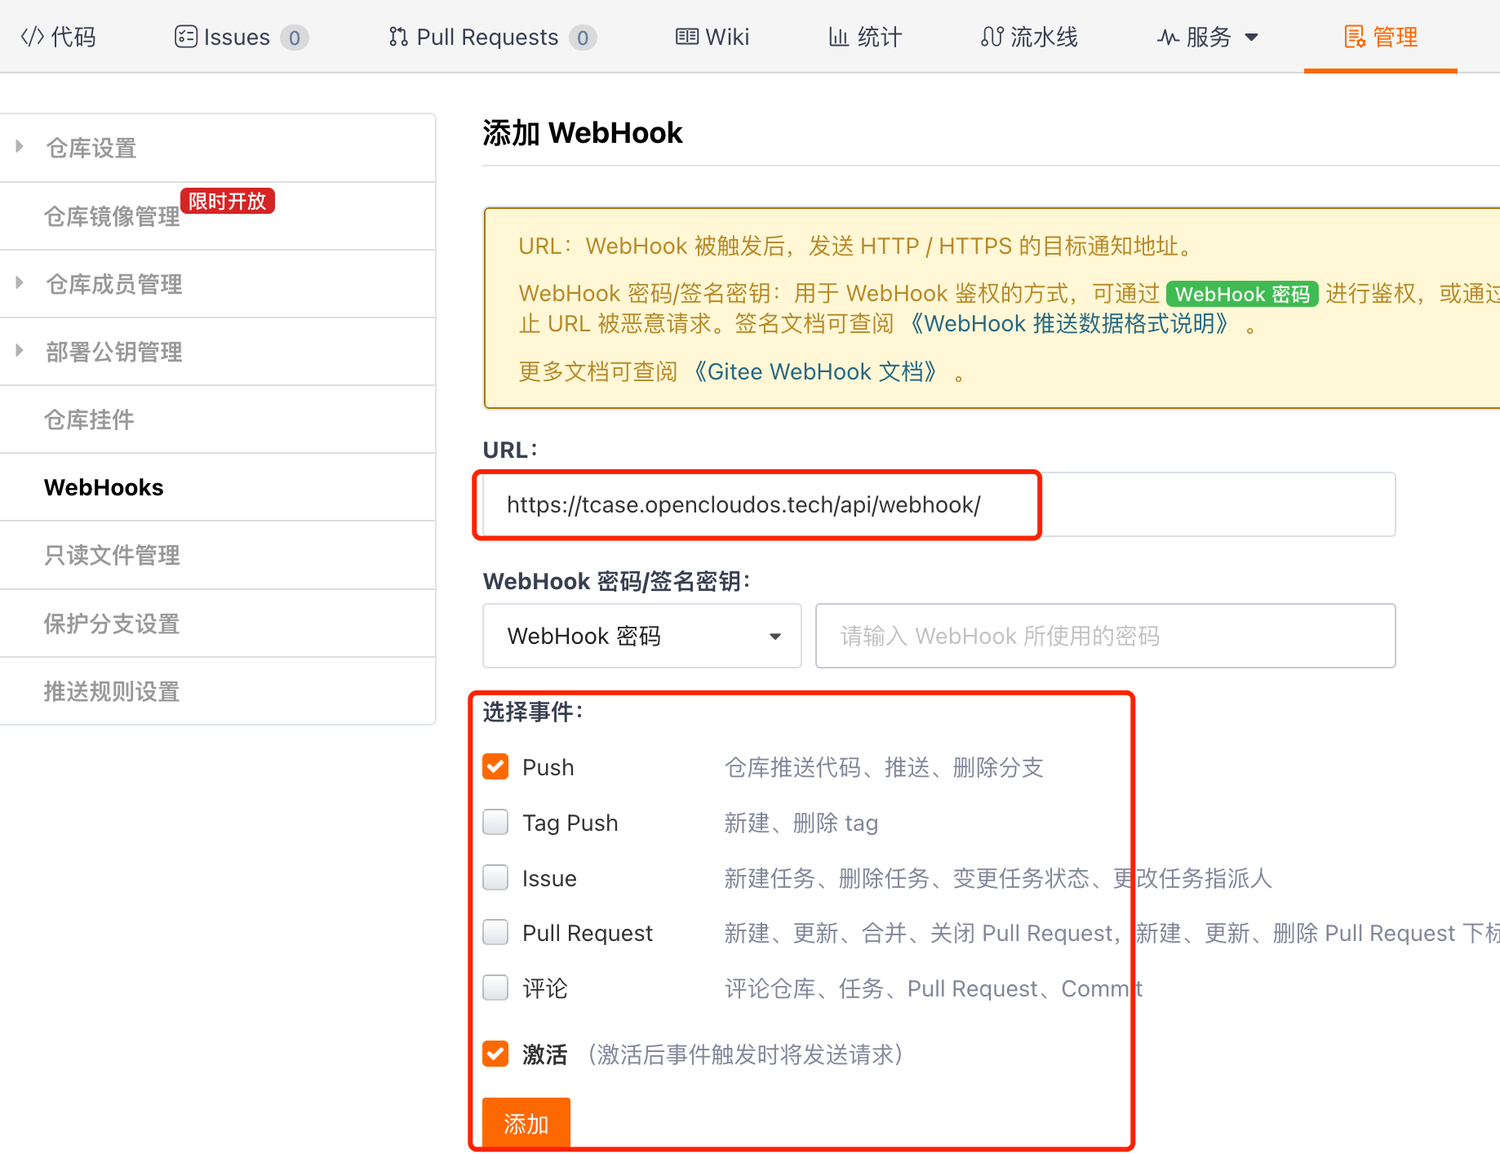 代码 Issues 0 Pull Requests 0 Wiki 统计 流水线 服务 管理
仓库设置
仓库镜像管理 限时开放
仓库成员管理
部署公钥管理
仓库挂件
WebHooks
只读文件管理
保护分支设置
推送规则设置
添加 WebHook
URL：WebHook 被触发后，发送 HTTP / HTTPS 的目标通知地址。
WebHook 密码/签名密钥：用于 WebHook 鉴权的方式，可通过 WebHook 密码 进行鉴权，或通过
止 URL 被恶意请求。签名文档可查阅 《WebHook 推送数据格式说明》 。
更多文档可查阅 《Gitee WebHook 文档》 。
URL：
https://tcase.opencloudos.tech/api/webhook/
WebHook 密码/签名密钥：
WebHook 密码 请输入 WebHook 所使用的密码
选择事件：
Push 仓库推送代码、推送、删除分支
Tag Push 新建、删除 tag
Issue 新建任务、删除任务、变更任务状态、更改任务指派人
Pull Request 新建、更新、合并、关闭 Pull Request，新建、更新、删除 Pull Request 下标
评论 评论仓库、任务、Pull Request、Commit
激活 （激活后事件触发时将发送请求）
添加